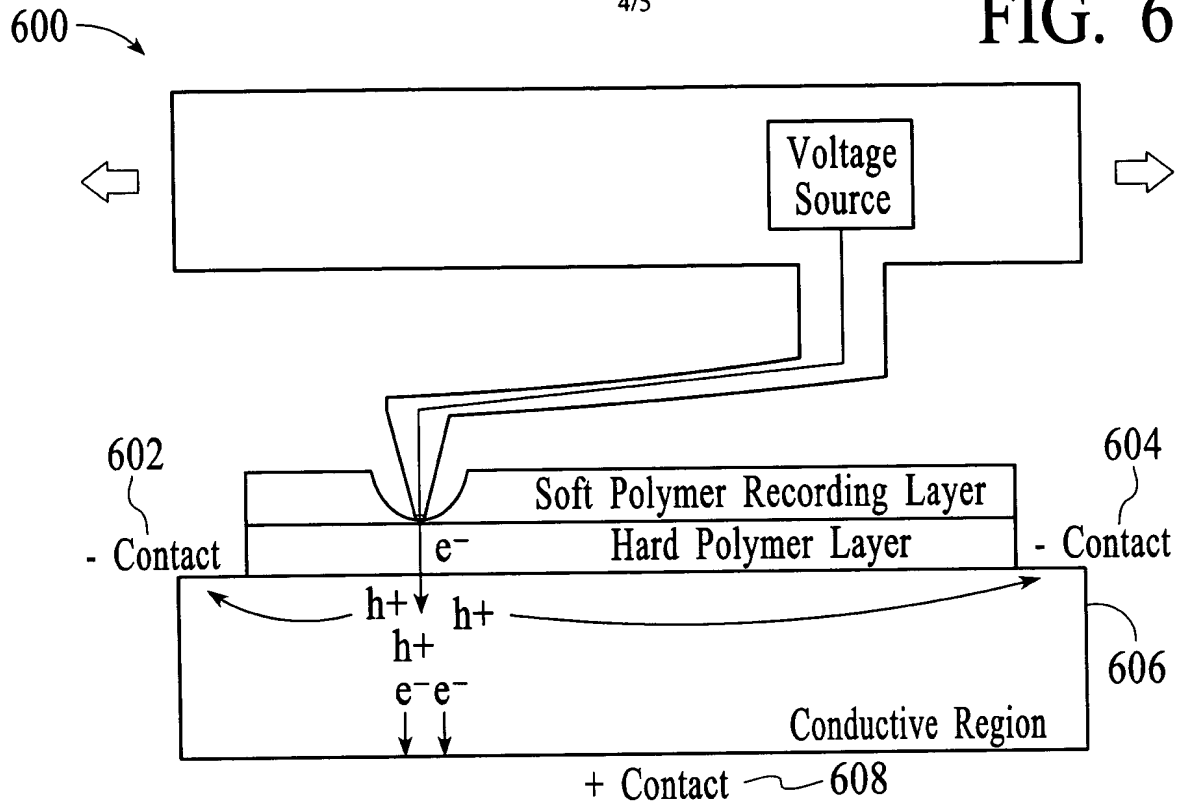 4/5
FIG. 6
600
Voltage
Source
602
604
Soft Polymer Recording Layer
- Contact
e⁻
Hard Polymer Layer
- Contact
h+
h+
h+
606
e⁻ e⁻
Conductive Region
+ Contact
608